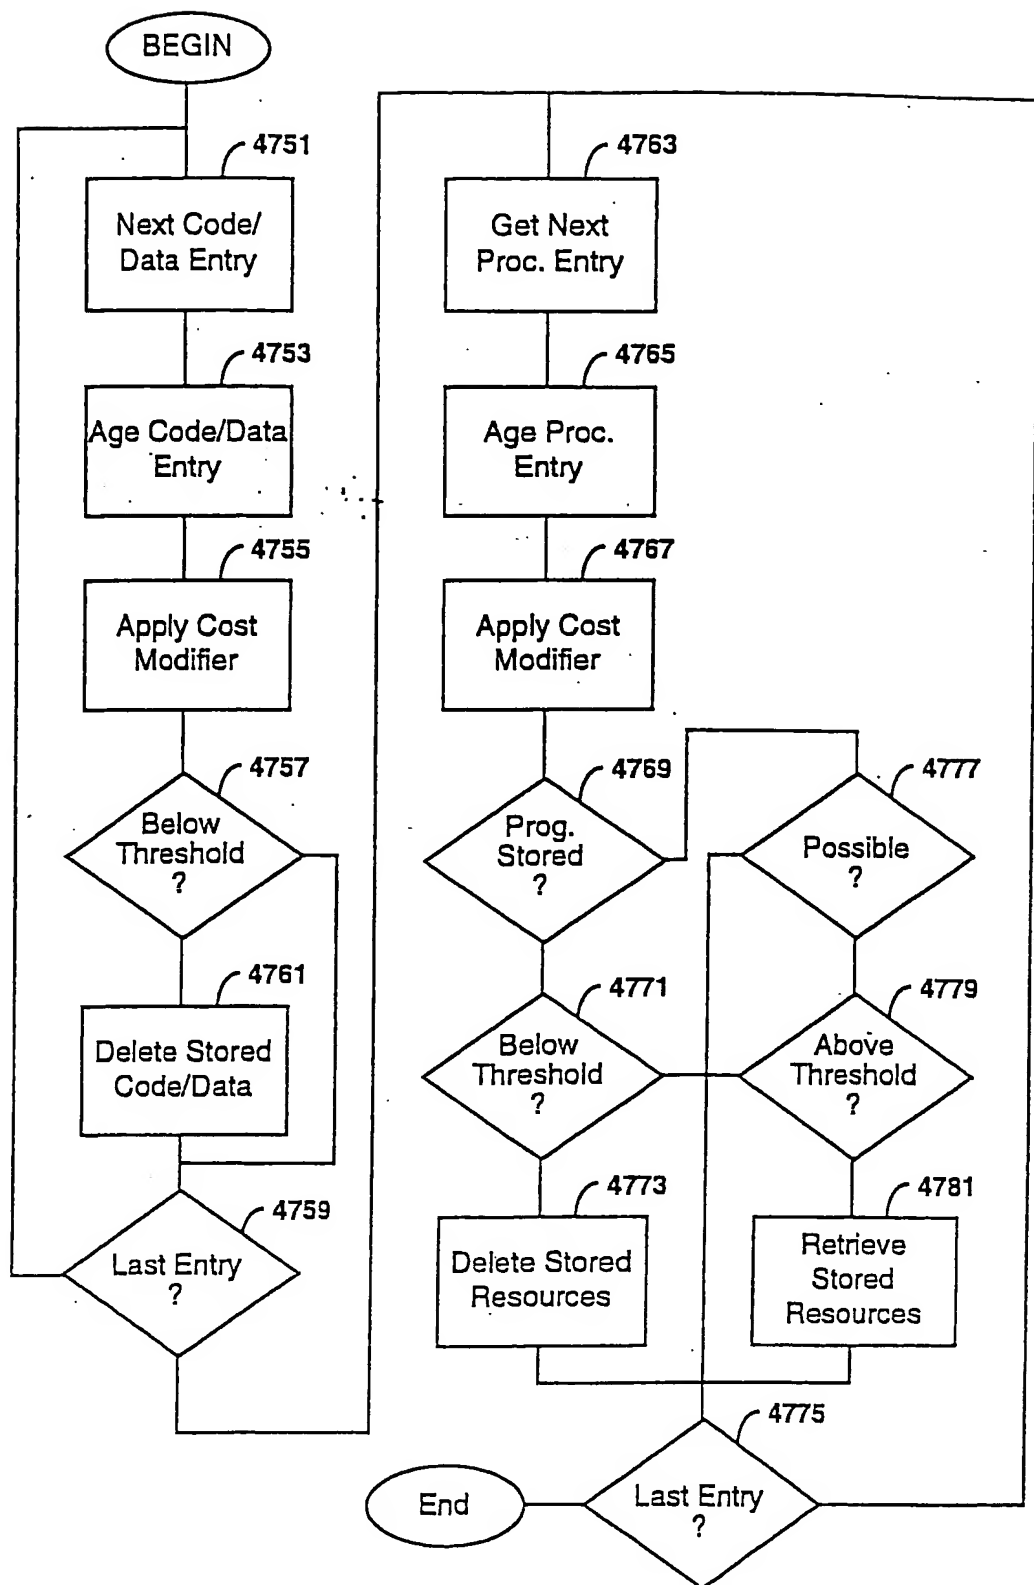 BEGIN
4751
Next Code/
Data Entry
4753
Age Code/Data
Entry
4755
Apply Cost
Modifier
4757
Below
Threshold
?
4761
Delete Stored
Code/Data
4759
Last Entry
?
4763
Get Next
Proc. Entry
4765
Age Proc.
Entry
4767
Apply Cost
Modifier
4769
Prog.
Stored
?
4777
Possible
?
4771
Below
Threshold
?
4779
Above
Threshold
?
4773
Delete Stored
Resources
4781
Retrieve
Stored
Resources
4775
Last Entry
?
End